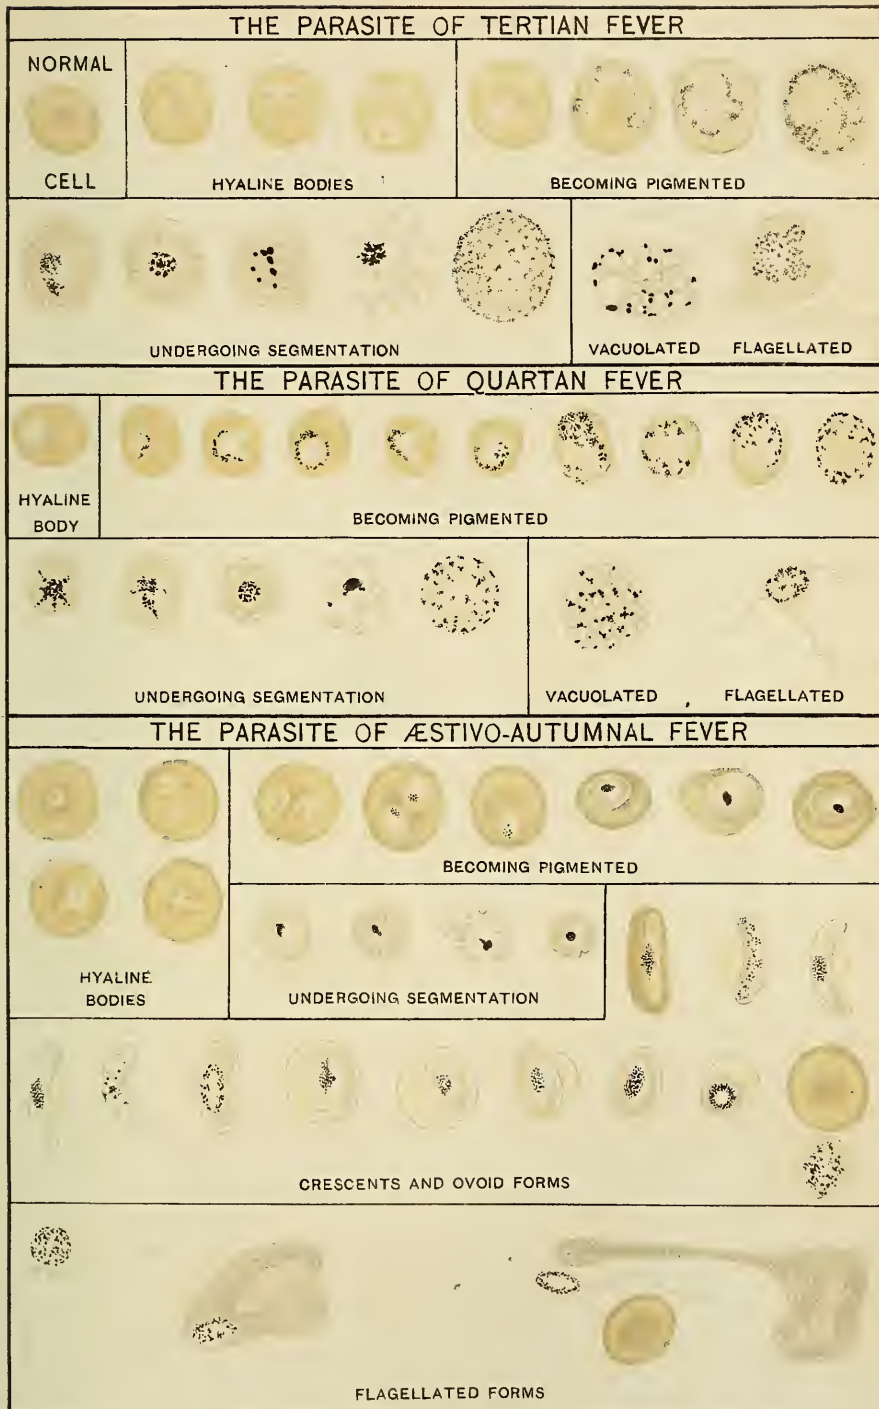 THE PARASITE OF TERTIAN FEVER
NORMAL
CELL
HYALINE BODIES
BECOMING PIGMENTED
UNDERGOING SEGMENTATION
VACUOLATED
FLAGELLATED
THE PARASITE OF QUARTAN FEVER
HYALINE
BODY
BECOMING PIGMENTED
UNDERGOING SEGMENTATION
VACUOLATED
FLAGELLATED
THE PARASITE OF ÆSTIVO-AUTUMNAL FEVER
HYALINE
BODIES
BECOMING PIGMENTED
UNDERGOING SEGMENTATION
CRESCENTS AND OVOID FORMS
FLAGELLATED FORMS